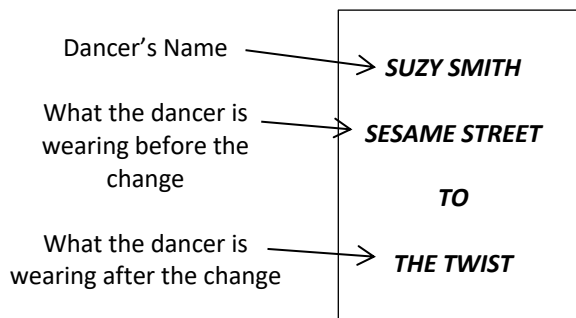 Dancer’s Name
SUZY SMITH
What the dancer is
wearing before the
change
SESAME STREET
TO
What the dancer is
wearing after the change
THE TWIST